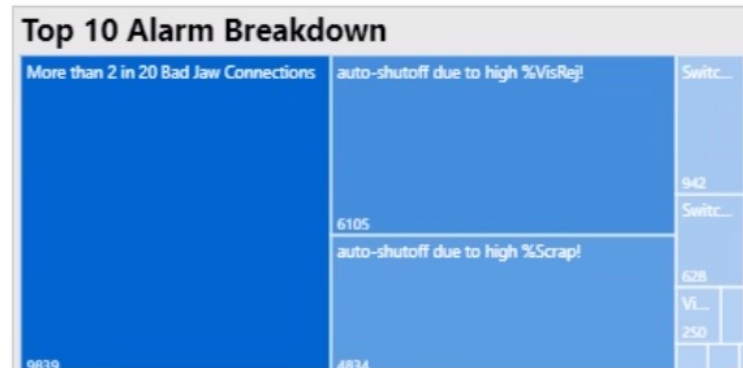 Top 10 Alarm Breakdown
More than 2 in 20 Bad Jaw Connections
9839
auto-shutoff due to high %VisRej!
6105
auto-shutoff due to high %Scrap!
4834
Switc...
942
Switc...
628
Vi...
250